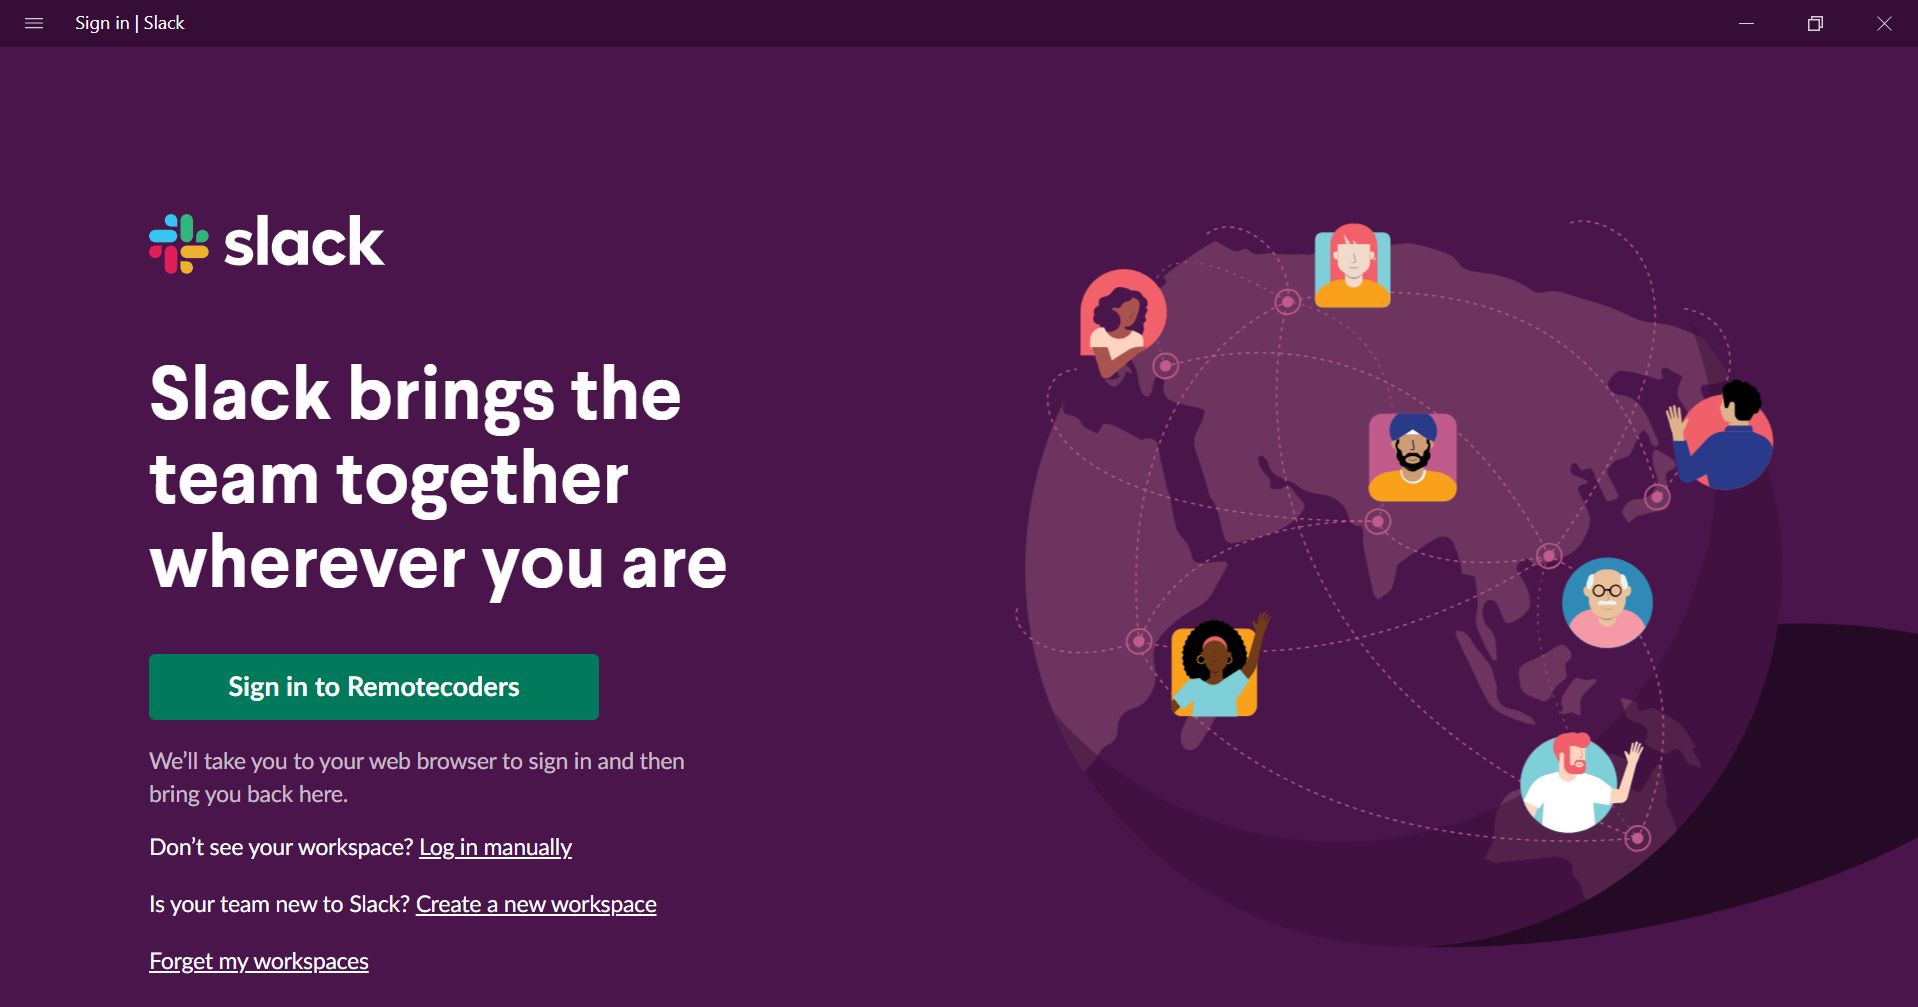 Sign in | Slack
slack
Slack brings the
team together
wherever you are
Sign in to Remotecoders
We’ll take you to your web browser to sign in and then
bring you back here.
Don’t see your workspace? Log in manually
Is your team new to Slack? Create a new workspace
Forget my workspaces